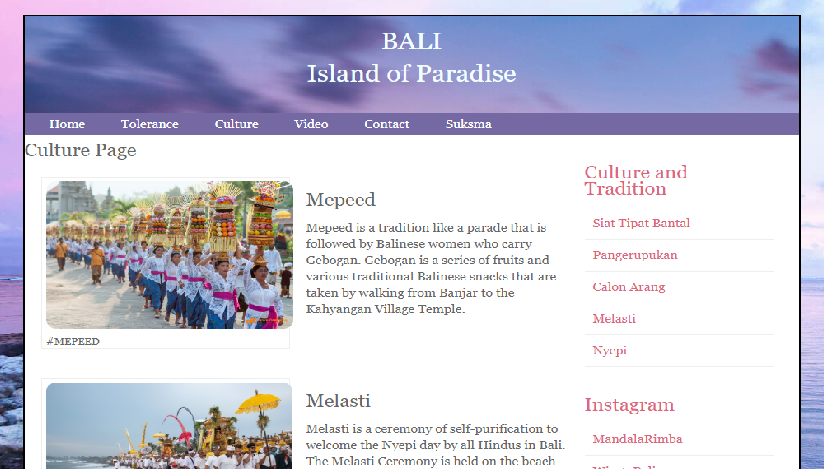 BALI
Island of Paradise
Home Tolerance Culture Video Contact Suksma
Culture Page
Mepeed
Mepeed is a tradition like a parade that is
followed by Balinese women who carry
Gebogan. Gebogan is a series of fruits and
various traditional Balinese snacks that are
taken by walking from Banjar to the
Kahyangan Village Temple.
#MEPEED
Melasti
Melasti is a ceremony of self-purification to
welcome the Nyepi day by all Hindus in Bali.
The Melasti Ceremony is held on the beach
Culture and
Tradition
Siat Tipat Bantal
Pangerupukan
Calon Arang
Melasti
Nyepi
Instagram
MandalaRimba